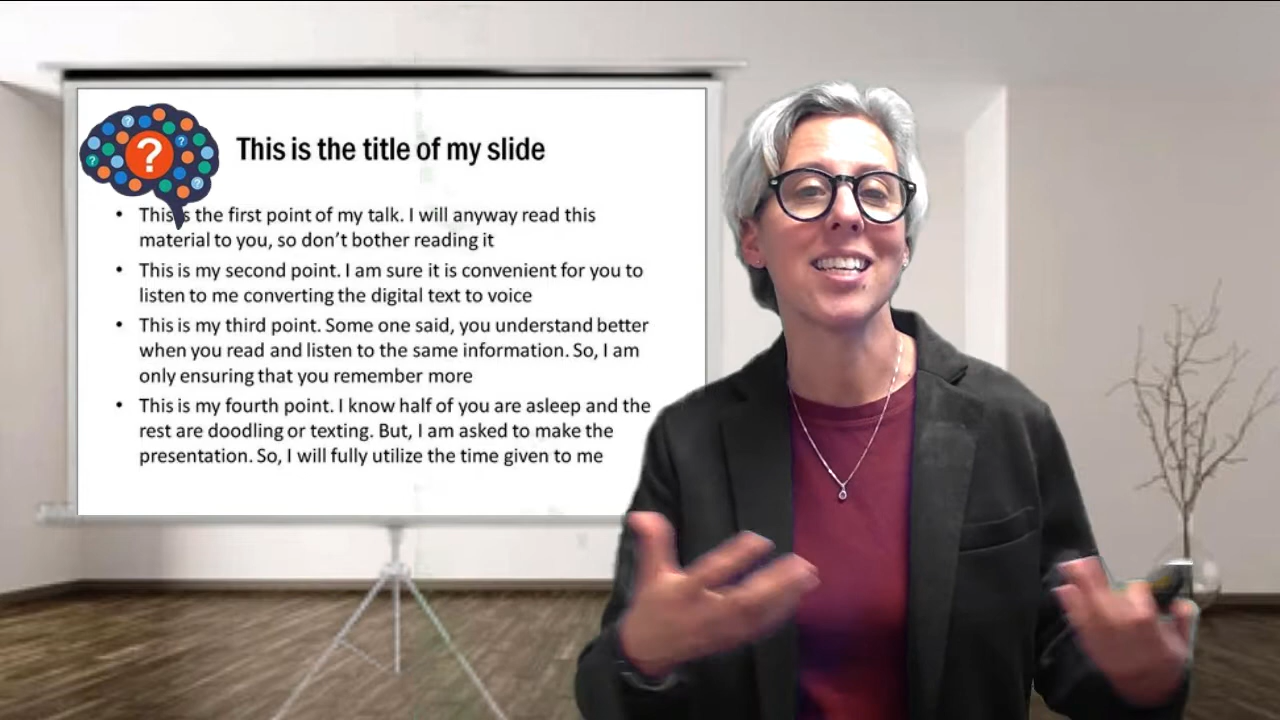 This is the title of my slide
• This is the first point of my talk. I will anyway read this
material to you, so don't bother reading it
• This is my second point. I am sure it is convenient for you to
listen to me converting the digital text to voice
• This is my third point. Some one said, you understand better
when you read and listen to the same information. So, I am
only ensuring that you remember more
• This is my fourth point. I know half of you are asleep and the
rest are doodling or texting. But, I am asked to make the
presentation. So, I will fully utilize the time given to me